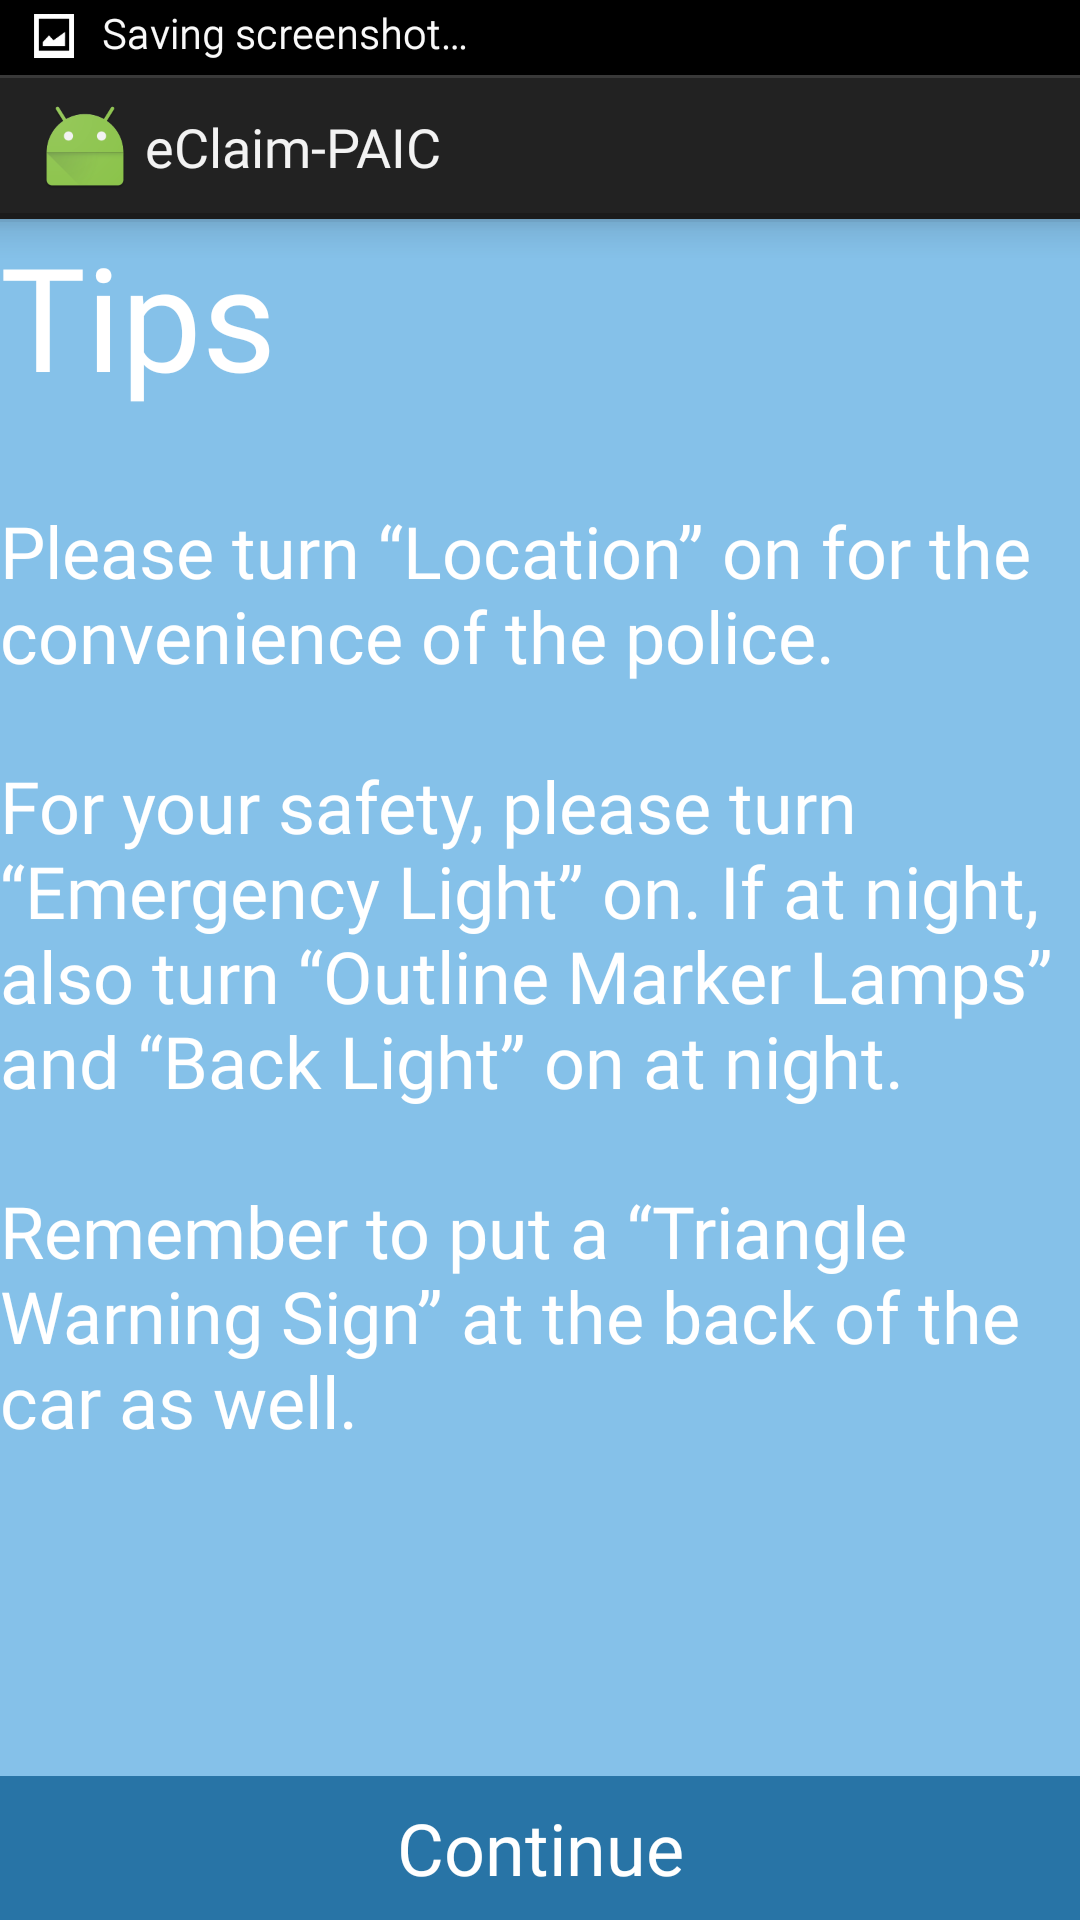 Saving screenshot...
eClaim-PAIC
Tips
Please turn “Location” on for the
convenience of the police.
For your safety, please turn
“Emergency Light” on. If at night,
also turn “Outline Marker Lamps”
and “Back Light” on at night.
Remember to put a “Triangle
Warning Sign” at the back of the
car as well.
Continue